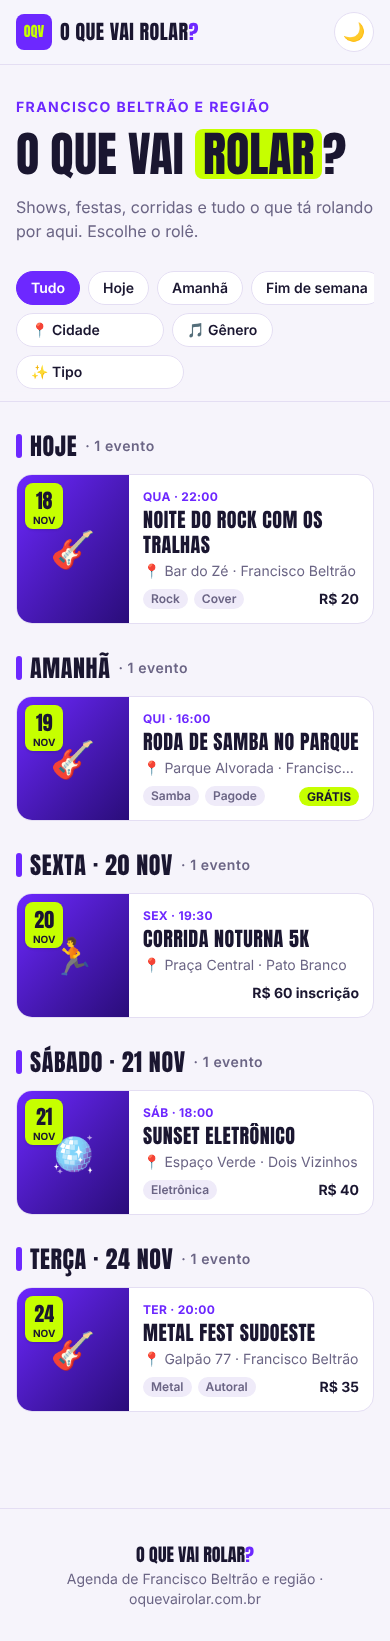 OQV O QUE VAI ROLAR?
FRANCISCO BELTRÃO E REGIÃO
O QUE VAI ROLAR?
Shows, festas, corridas e tudo o que tá rolando
por aqui. Escolhe o rolê.
Tudo Hoje Amanhã Fim de semana
Cidade Gênero
Tipo
HOJE · 1 evento
18 NOV
QUA · 22:00
NOITE DO ROCK COM OS
TRALHAS
Bar do Zé · Francisco Beltrão
Rock Cover R$ 20
AMANHÃ · 1 evento
19 NOV
QUI · 16:00
RODA DE SAMBA NO PARQUE
Parque Alvorada · Francisc...
Samba Pagode GRÁTIS
SEXTA · 20 NOV · 1 evento
20 NOV
SEX · 19:30
CORRIDA NOTURNA 5K
Praça Central · Pato Branco
R$ 60 inscrição
SÁBADO · 21 NOV · 1 evento
21 NOV
SÁB · 18:00
SUNSET ELETRÔNICO
Espaço Verde · Dois Vizinhos
Eletrônica R$ 40
TERÇA · 24 NOV · 1 evento
24 NOV
TER · 20:00
METAL FEST SUDOESTE
Galpão 77 · Francisco Beltrão
Metal Autoral R$ 35
O QUE VAI ROLAR?
Agenda de Francisco Beltrão e região ·
oquevairolar.com.br